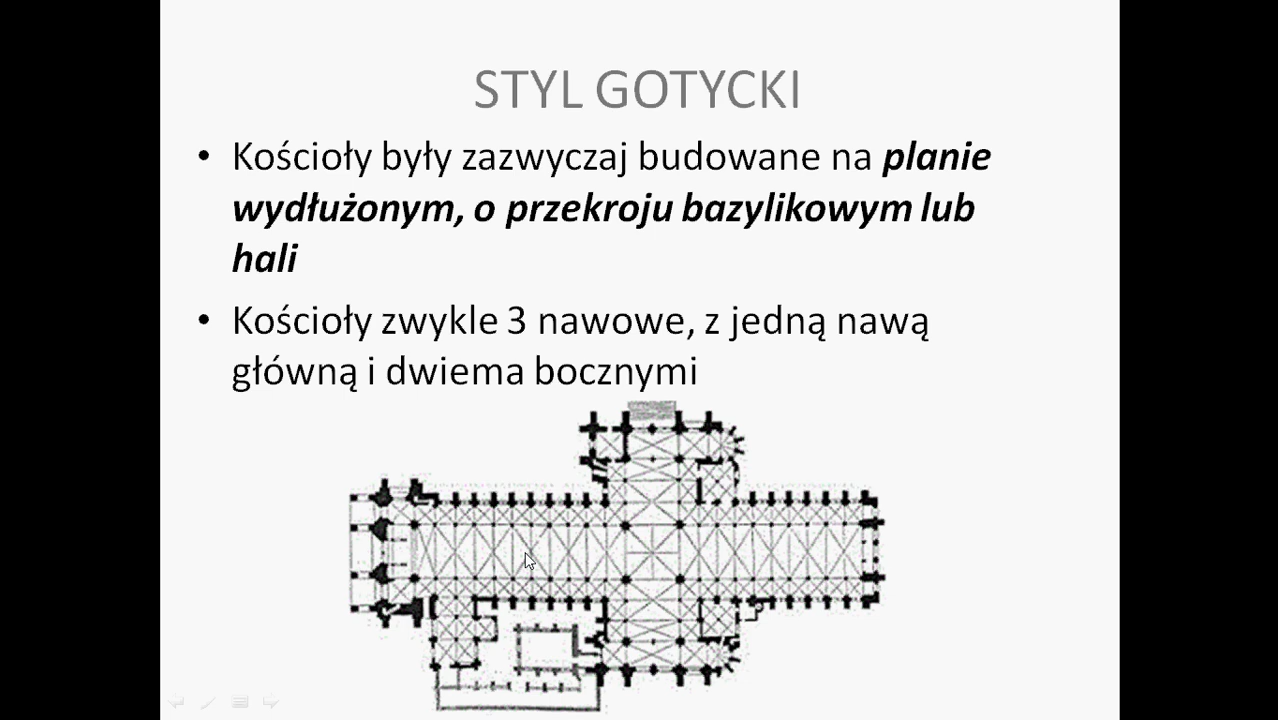 STYL GOTYCKI
• Kościoły były zazwyczaj budowane na planie
wydłużonym, o przekroju bazylikowym lub
hali
• Kościoły zwykle 3 nawowe, z jedną nawą
główną i dwiema bocznymi